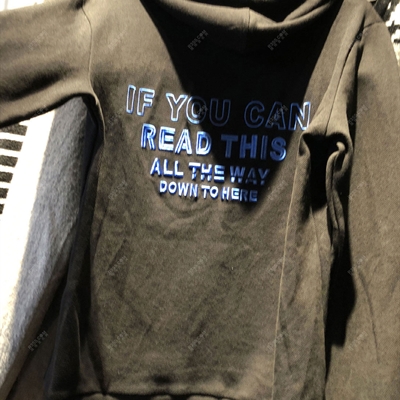 IF YOU CAN
READ THIS
ALL THE WAY
DOWN TO HERE